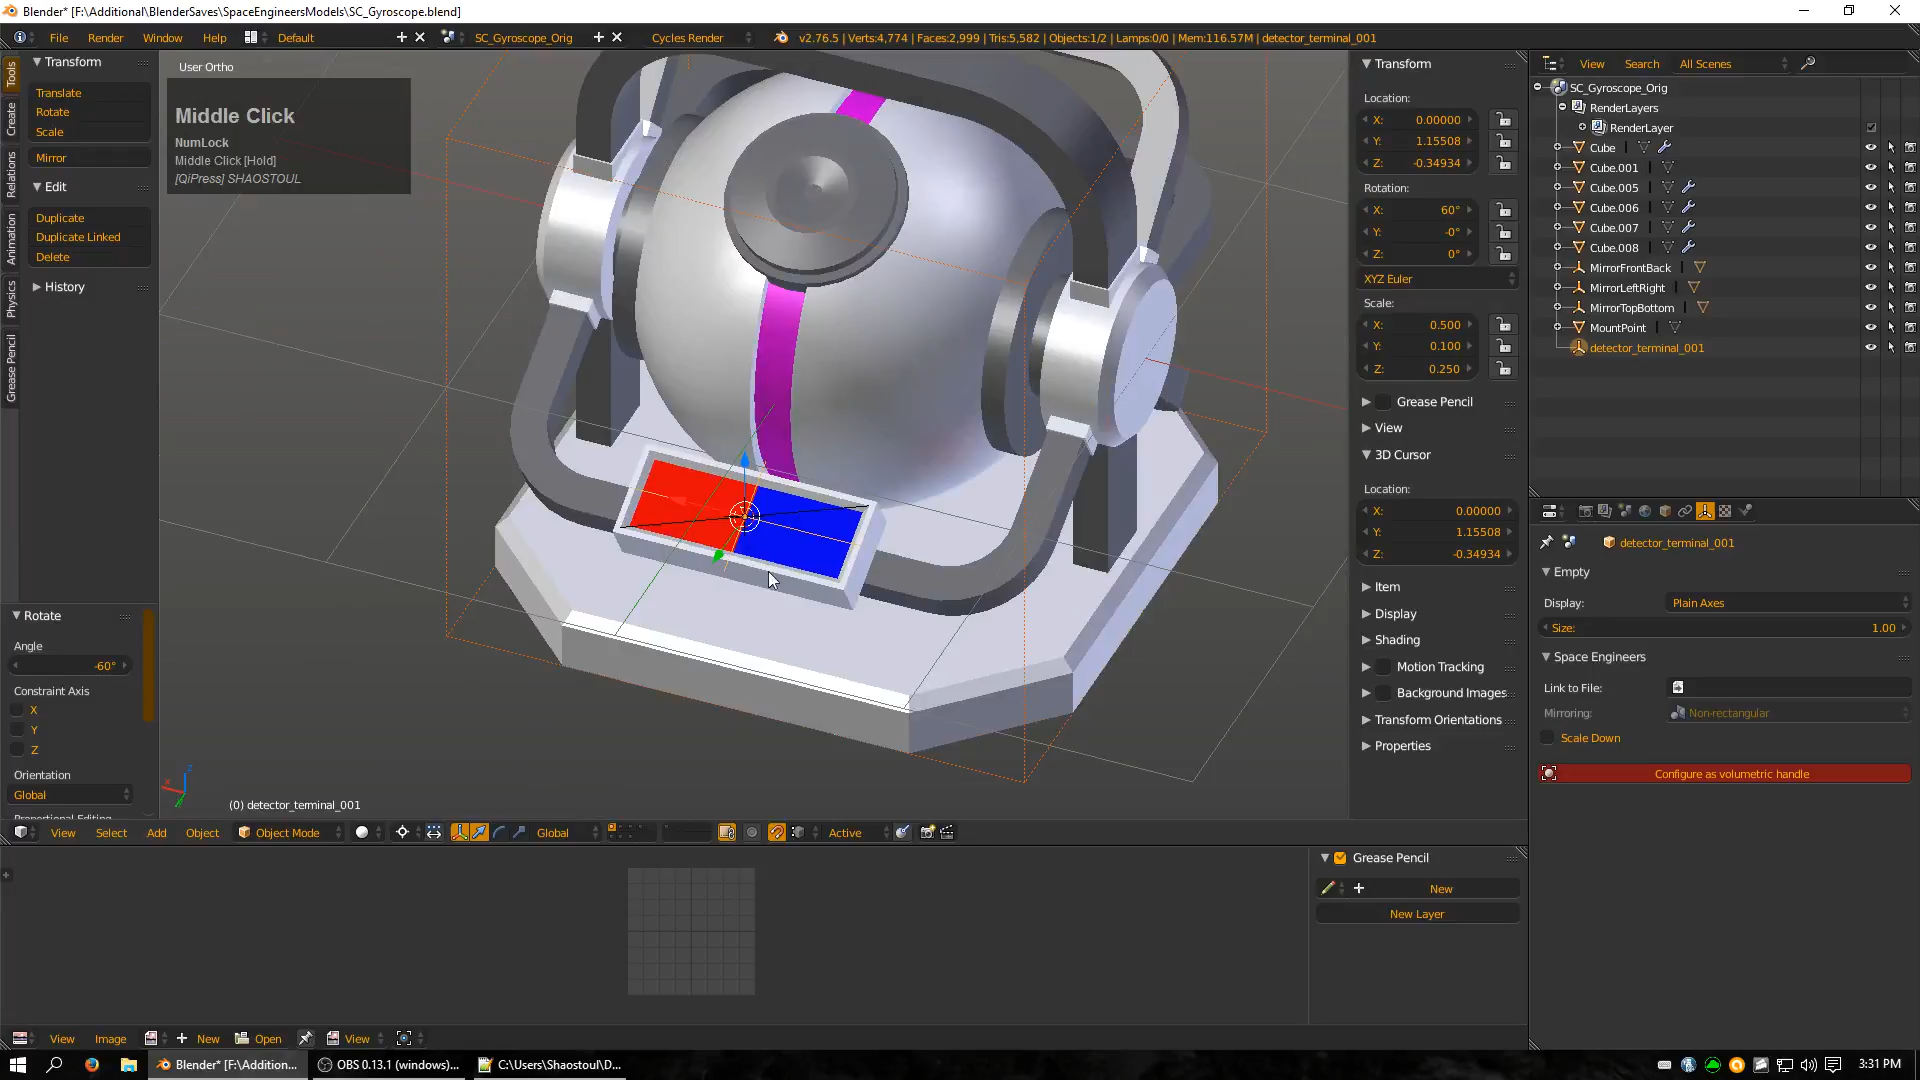 Blender* [F:\Additional\BlenderSaves\SpaceEngineersModels\SC_Gyroscope.blend]
File Render Window Help Default SC_Gyroscope_Orig Cycles Render v2.76.5 | Verts:4,774 | Faces:2,999 | Tris:5,582 | Objects:1/2 | Lamps:0/0 | Mem:116.57M | detector_terminal_001
Tools
Create
Relations
Animation
Physics
Grease Pencil
Transform
Translate
Rotate
Scale
Mirror
Edit
Duplicate
Duplicate Linked
Delete
History
Rotate
Angle
-60°
Constraint Axis
X
Y
Z
Orientation
Global
User Ortho
Middle Click
NumLock
Middle Click [Hold]
[QiPress] SHAOSTOUL
(0) detector_terminal_001
View Select Add Object Object Mode Global Active
Transform
Location:
X: 0.00000
Y: 1.15508
Z: -0.34934
Rotation:
X: 60°
Y: -0°
Z: 0°
XYZ Euler
Scale:
X: 0.500
Y: 0.100
Z: 0.250
Grease Pencil
View
3D Cursor
Location:
X: 0.00000
Y: 1.15508
Z: -0.34934
Item
Display
Shading
Motion Tracking
Background Images
Transform Orientations
Properties
View Search All Scenes
SC_Gyroscope_Orig
RenderLayers
RenderLayer
Cube
Cube.001
Cube.005
Cube.006
Cube.007
Cube.008
MirrorFrontBack
MirrorLeftRight
MirrorTopBottom
MountPoint
detector_terminal_001
detector_terminal_001
Empty
Display: Plain Axes
Size: 1.00
Space Engineers
Link to File:
Mirroring: Non-rectangular
Scale Down
Configure as volumetric handle
Grease Pencil
New
New Layer
View Image New Open View
Blender* [F:\Addition... OBS 0.13.1 (windows)... C:\Users\Shaostoul\D... 3:31 PM